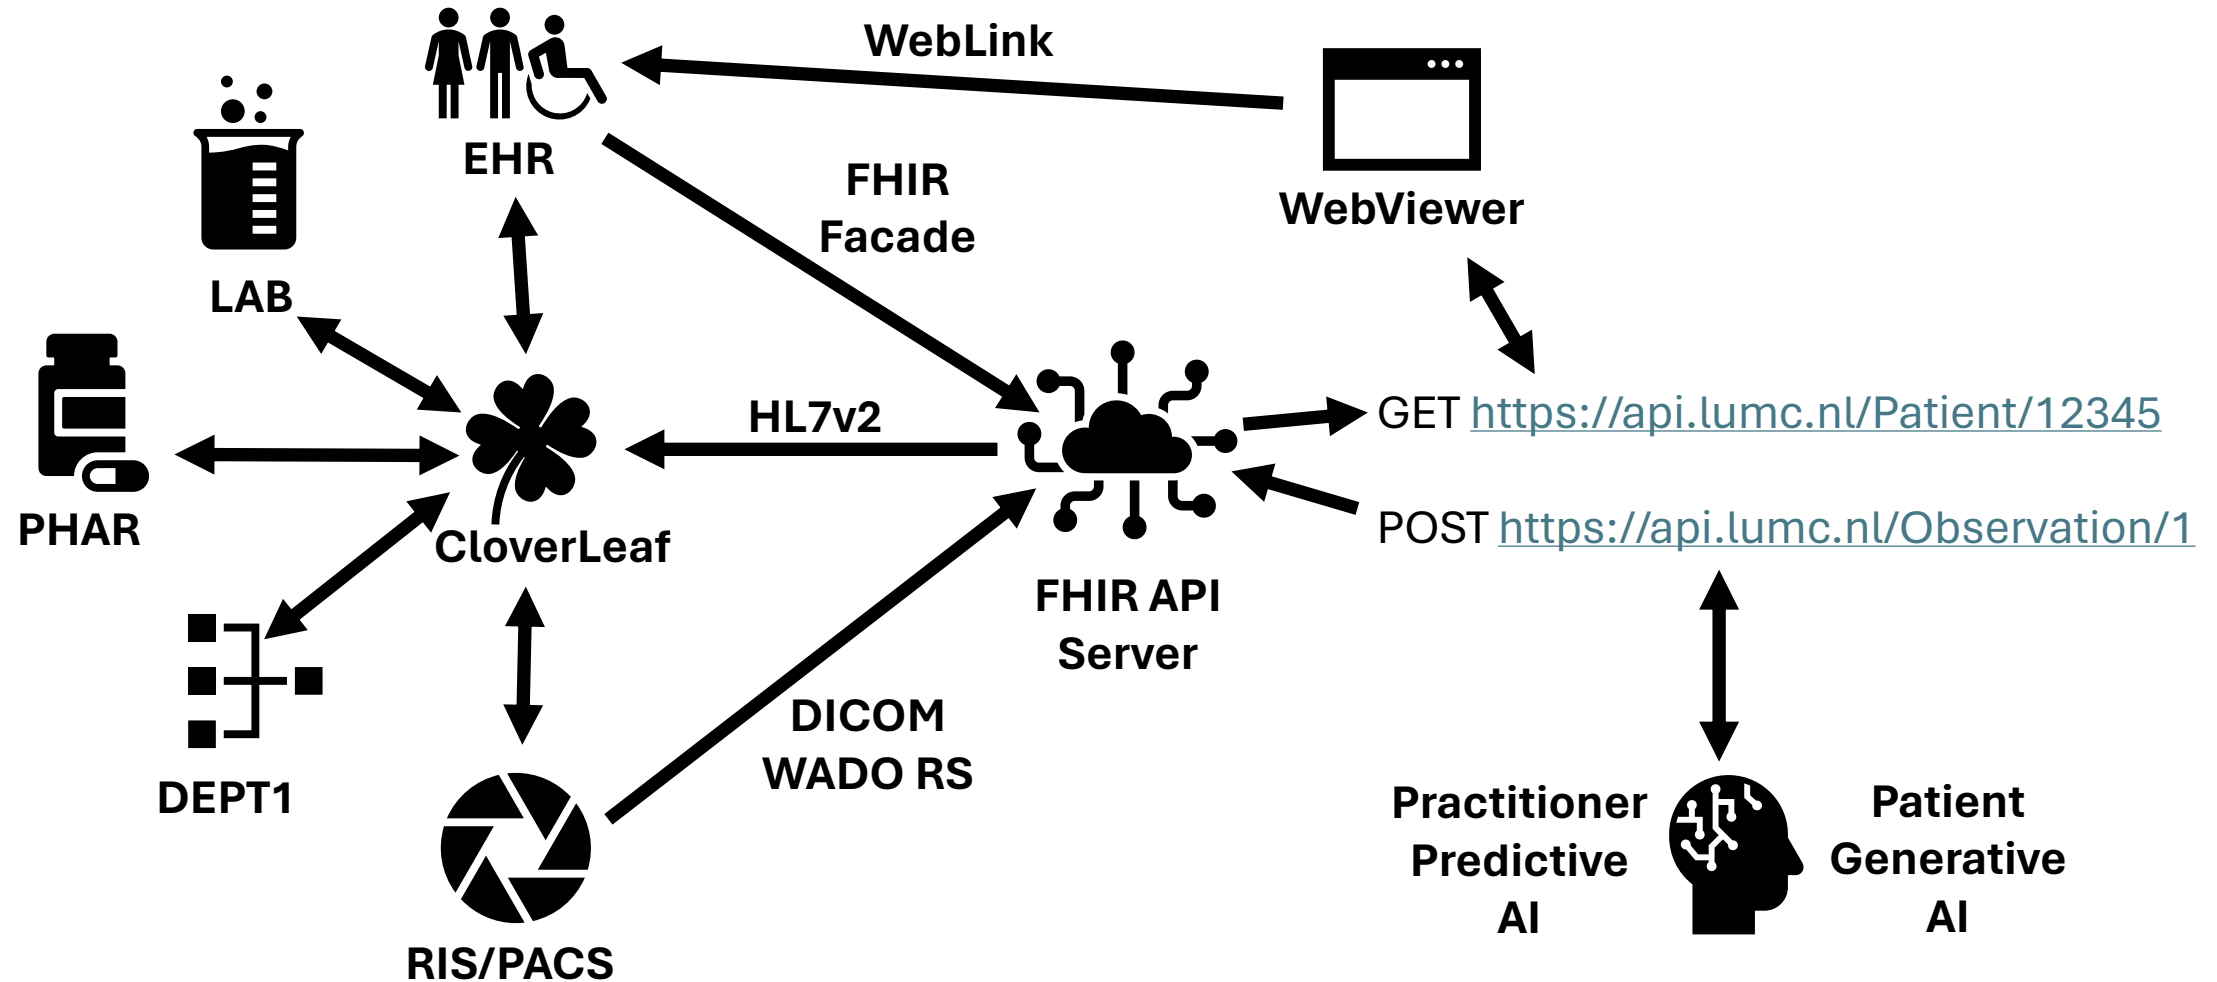 WebLink
EHR
FHIR
Facade
WebViewer
LAB
HL7v2
GET https://api.lumc.nl/Patient/12345
PHAR
CloverLeaf
POST https://api.lumc.nl/Observation/1
FHIR API
Server
DICOM
WADO RS
DEPT1
RIS/PACS
Practitioner
Predictive
AI
Patient
Generative
AI